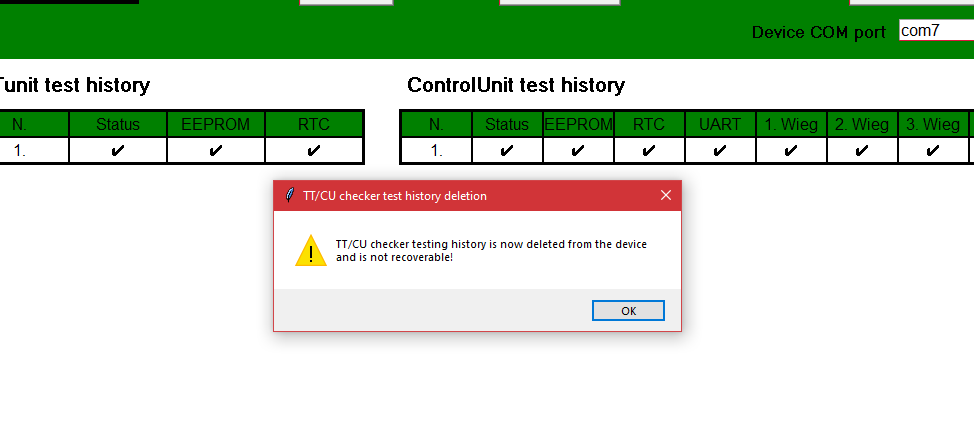 Device COM port com7
unit test history
ControlUnit test history
N. Status EEPROM RTC
1. ✔ ✔ ✔
N. Status EEPROM RTC UART 1. Wieg 2. Wieg 3. Wieg
1. ✔ ✔ ✔ ✔ ✔ ✔ ✔
TT/CU checker test history deletion
TT/CU checker testing history is now deleted from the device
and is not recoverable!
OK